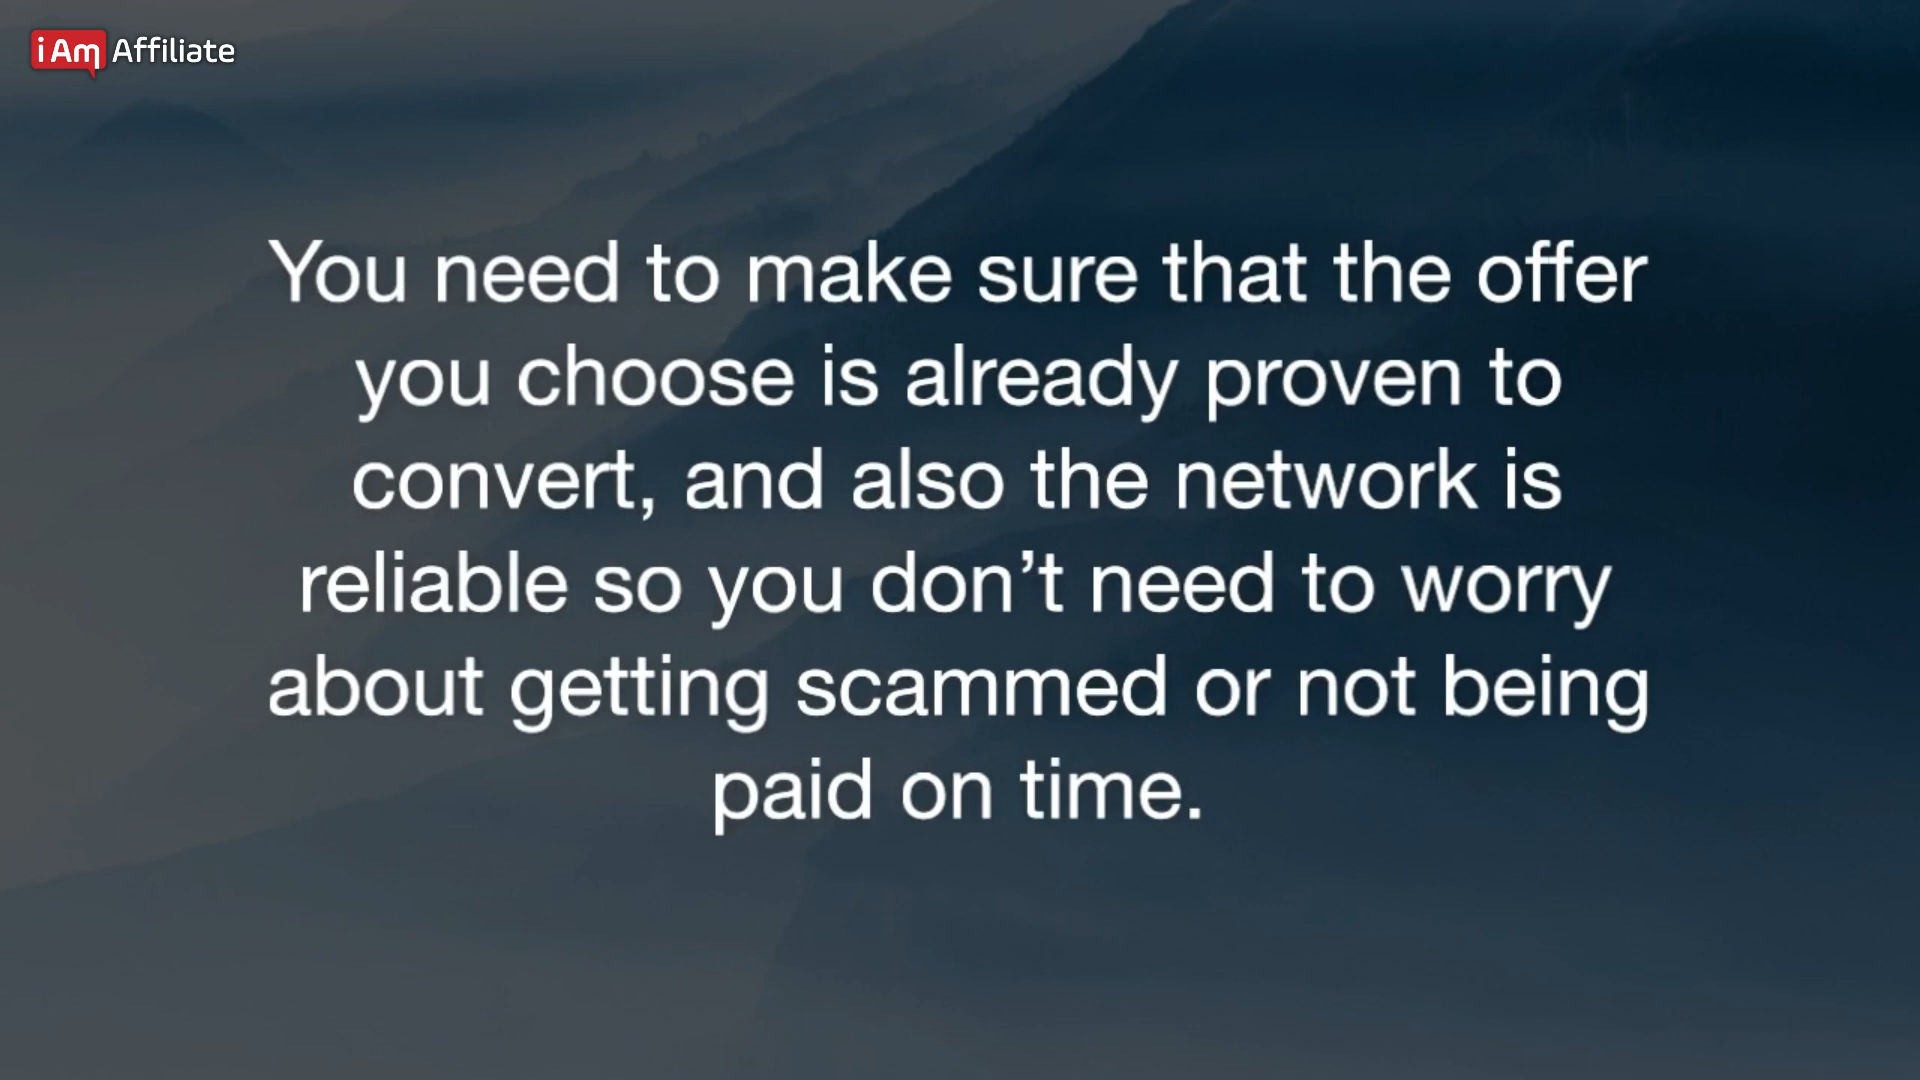 i Am Affiliate
You need to make sure that the offer
you choose is already proven to
convert, and also the network is
reliable so you don’t need to worry
about getting scammed or not being
paid on time.